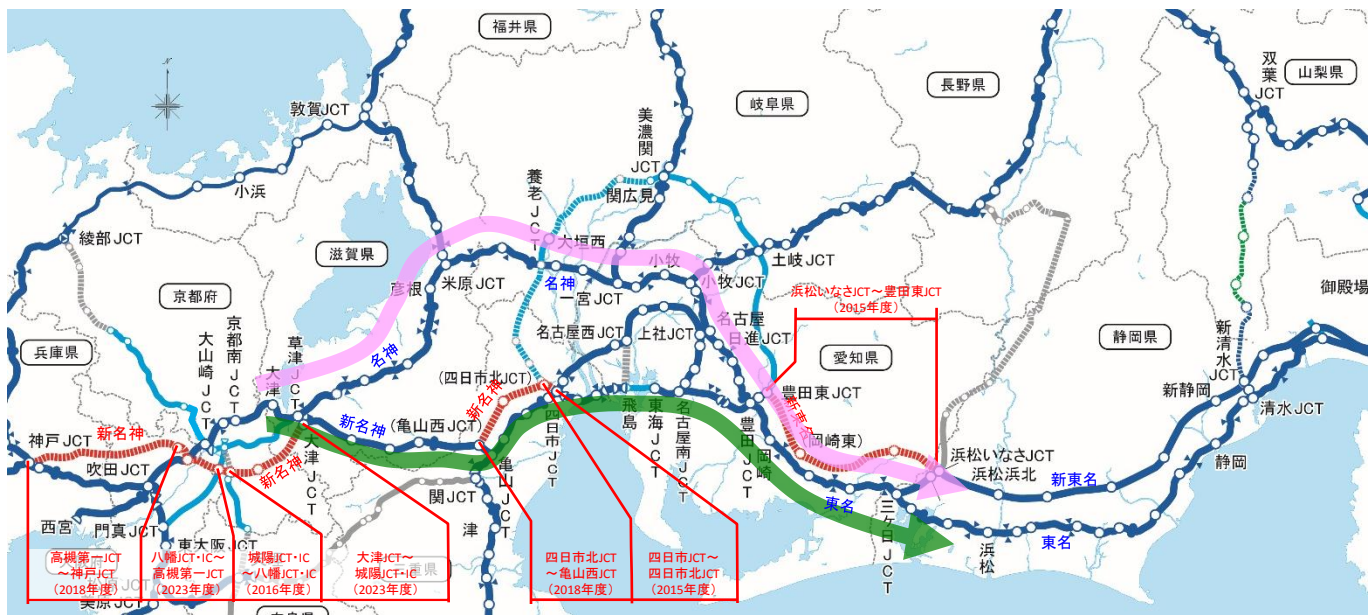 福井県
敦賀JCT
小浜
綾部JCT
滋賀県
京都府
兵庫県
大山崎JCT
京都南JCT
大津
草津JCT
彦根
米原JCT
名神
養老JCT
大垣西
名神
一宮JCT
美濃関JCT
関広見
岐阜県
長野県
双葉JCT
山梨県
小牧
小牧JCT
土岐JCT
名古屋西JCT
上社JCT
名古屋
日進JCT
浜松いなさJCT～豊田東JCT
（2015年度）
愛知県
静岡県
御殿場
新清水JCT
新静岡
清水JCT
静岡
(四日市北JCT)
新名神
(亀山西JCT)
新名神
四日市JCT
飛島
東海JCT
名古屋南JCT
豊田JCT
岡崎
豊田東JCT
新東名
(岡崎東)
浜松いなさJCT
浜松浜北
新東名
東名
三ケ日JCT
浜松
東名
神戸JCT
新名神
吹田JCT
新名神
大津JCT
西宮
門真JCT
東大阪JCT
関JCT
亀山JCT
津
三重県
美原JCT
高槻第一JCT
～神戸JCT
（2018年度）
八幡JCT・IC～
高槻第一JCT
（2023年度）
城陽JCT・IC
～八幡JCT・IC
（2016年度）
大津JCT～
城陽JCT・IC
（2023年度）
四日市北JCT
～亀山西JCT
（2018年度）
四日市JCT～
四日市北JCT
（2015年度）